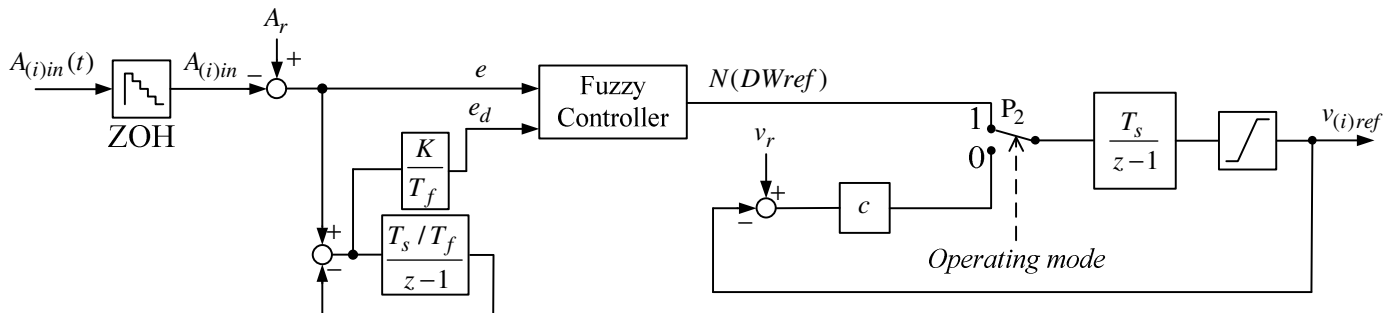 A_r
A_{(i)in}(t)
ZOH
A_{(i)in}
−
+
e
e_d
Fuzzy
Controller
N(DWref)
K
T_f
+
−
T_s / T_f
z−1
v_r
+
−
c
1
0
P_2
Operating mode
T_s
z−1
v_{(i)ref}